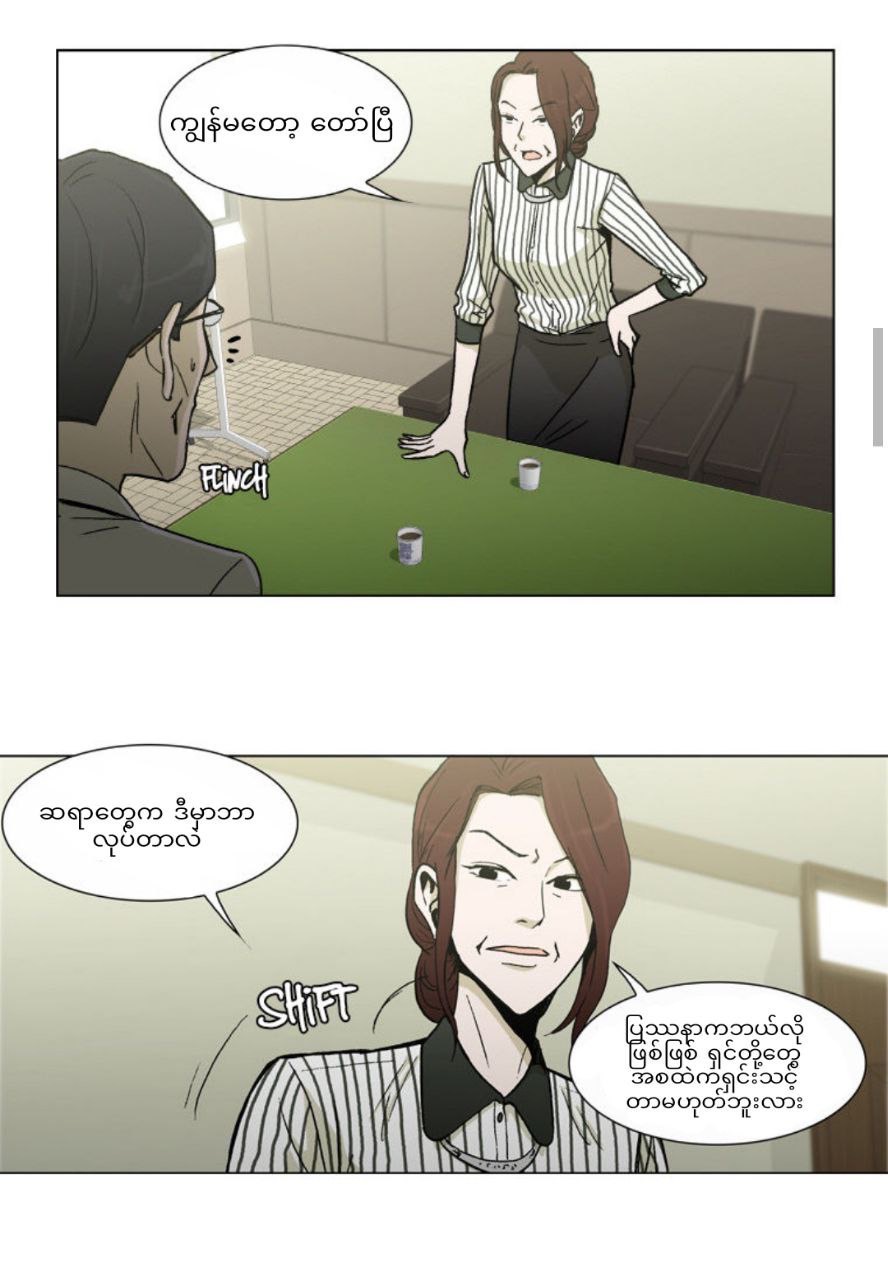 ကျွန်မတော့ တော်ပြီ
FLINCH
ဆရာတွေက ဒီမှာဘာ
လုပ်တာလဲ
SHIFT
ပြဿနာကဘယ်လို
ဖြစ်ဖြစ် ရှင်တို့တွေ
အစထဲကရှင်းသင့်
တာမဟုတ်ဘူးလား